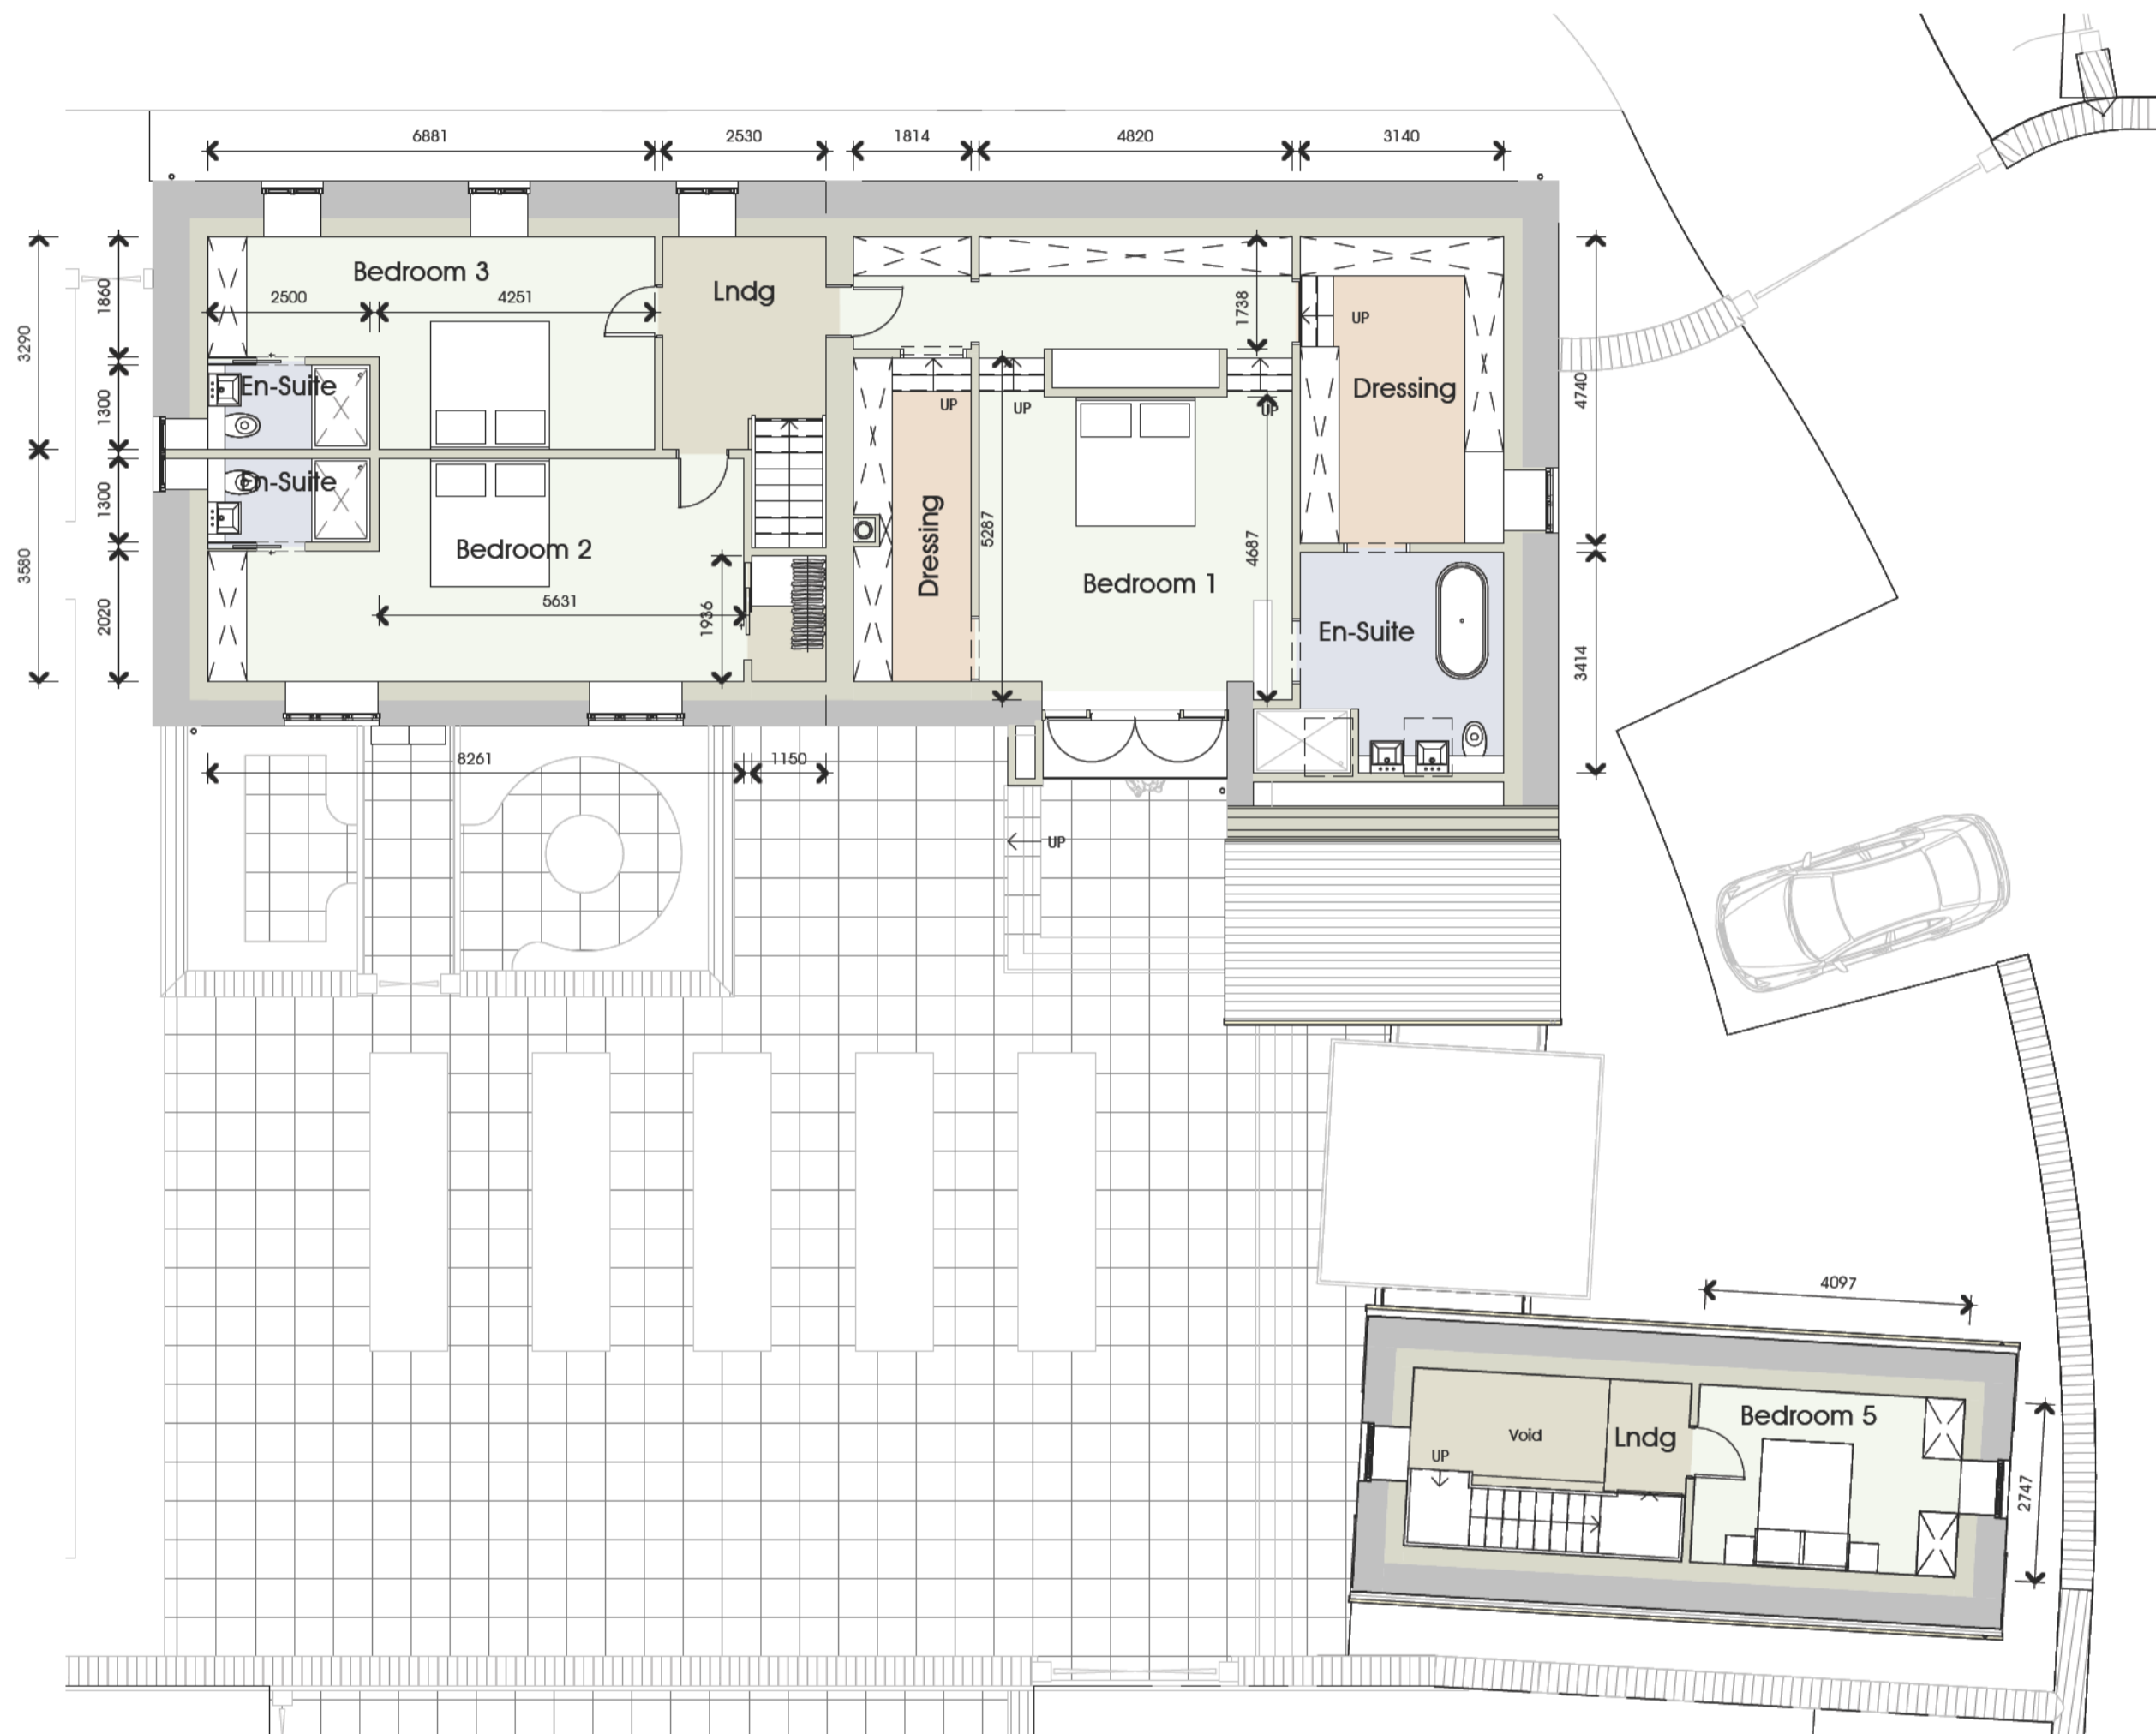 6881
2530
1814
4820
3140
Bedroom 3
Lndg
2500
4251
1860
3290
1738
UP
En-Suite
1300
Dressing
4740
UP
UP
UP
En-Suite
1300
Bedroom 2
Dressing
5287
4687
Bedroom 1
3580
5631
2020
1936
En-Suite
3414
8261
1150
UP
4097
Bedroom 5
Void
Lndg
UP
2747